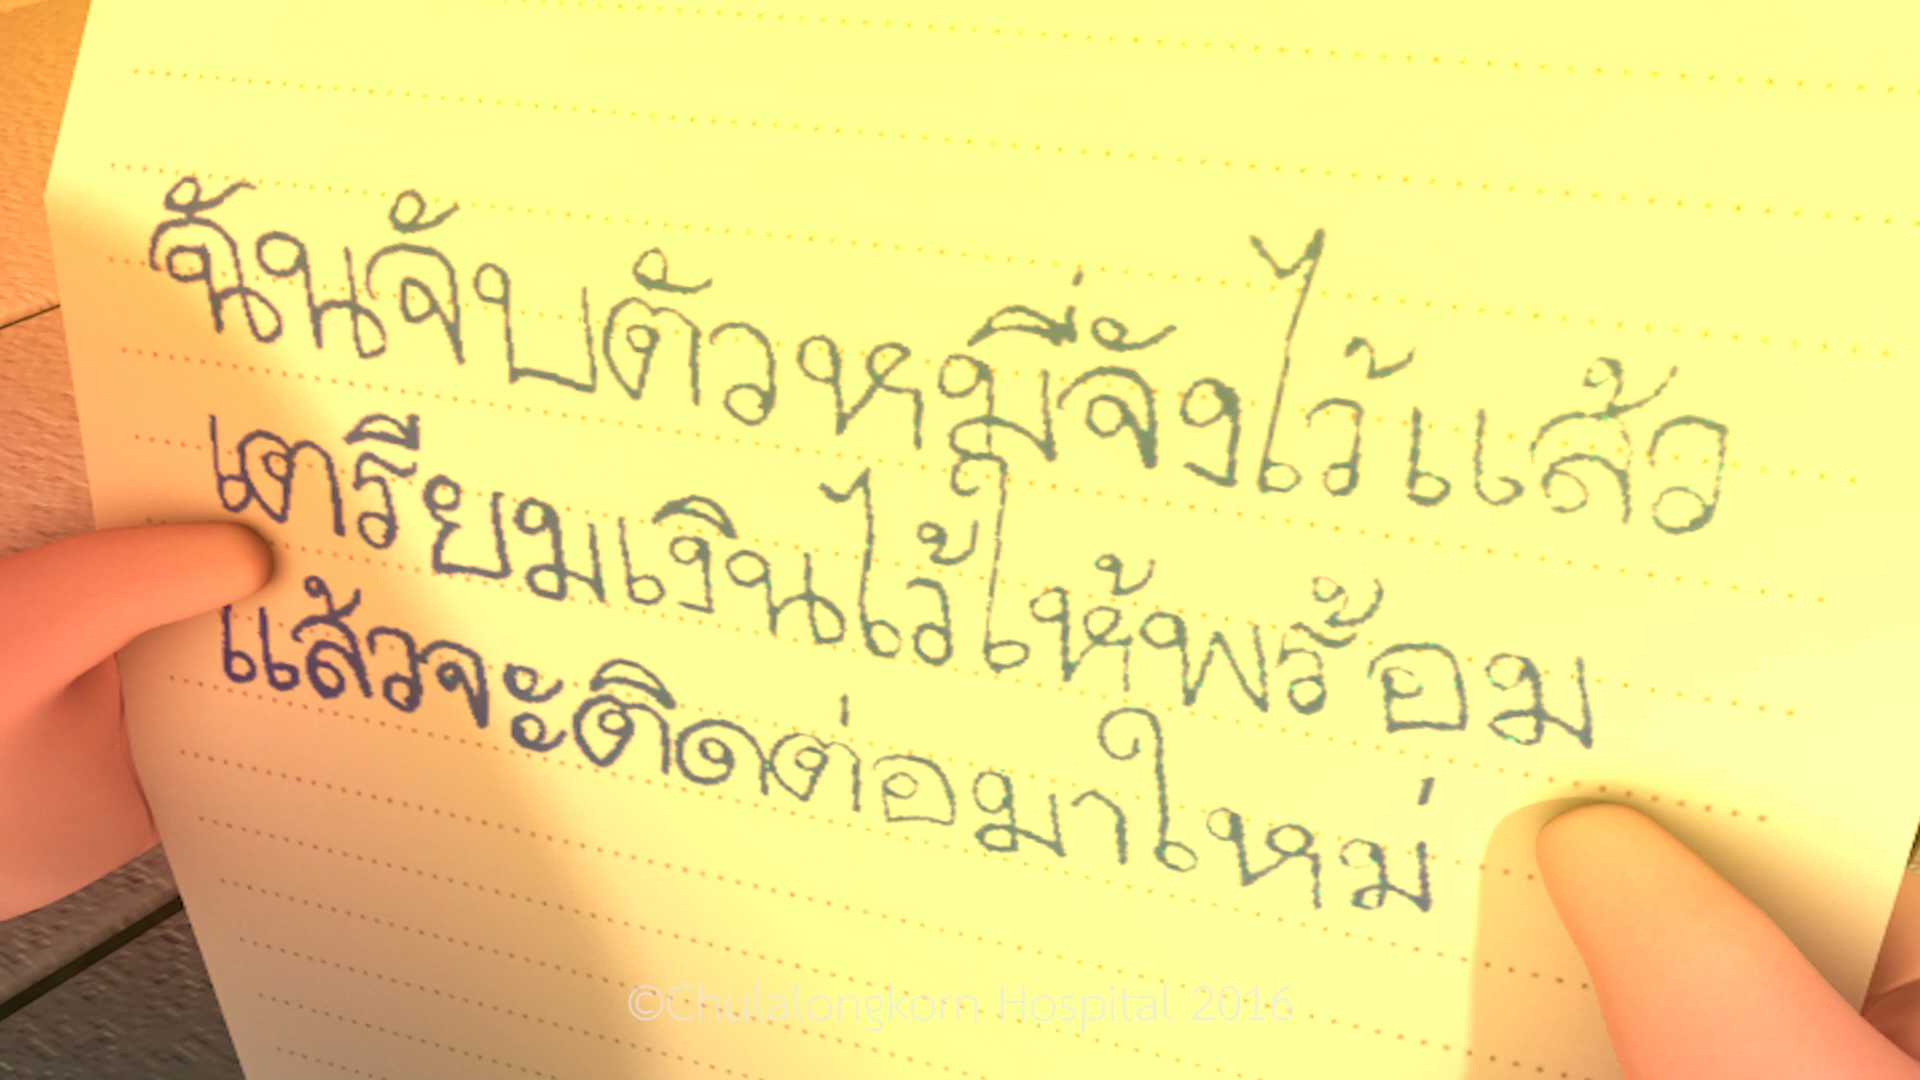 ฉันจับตัวหมูี่จังไว้แล้ว
เตรียมเงินไว้ให้พร้อม
แล้วจะติดต่อมาใหม่
©Chulalongkorn Hospital 2016